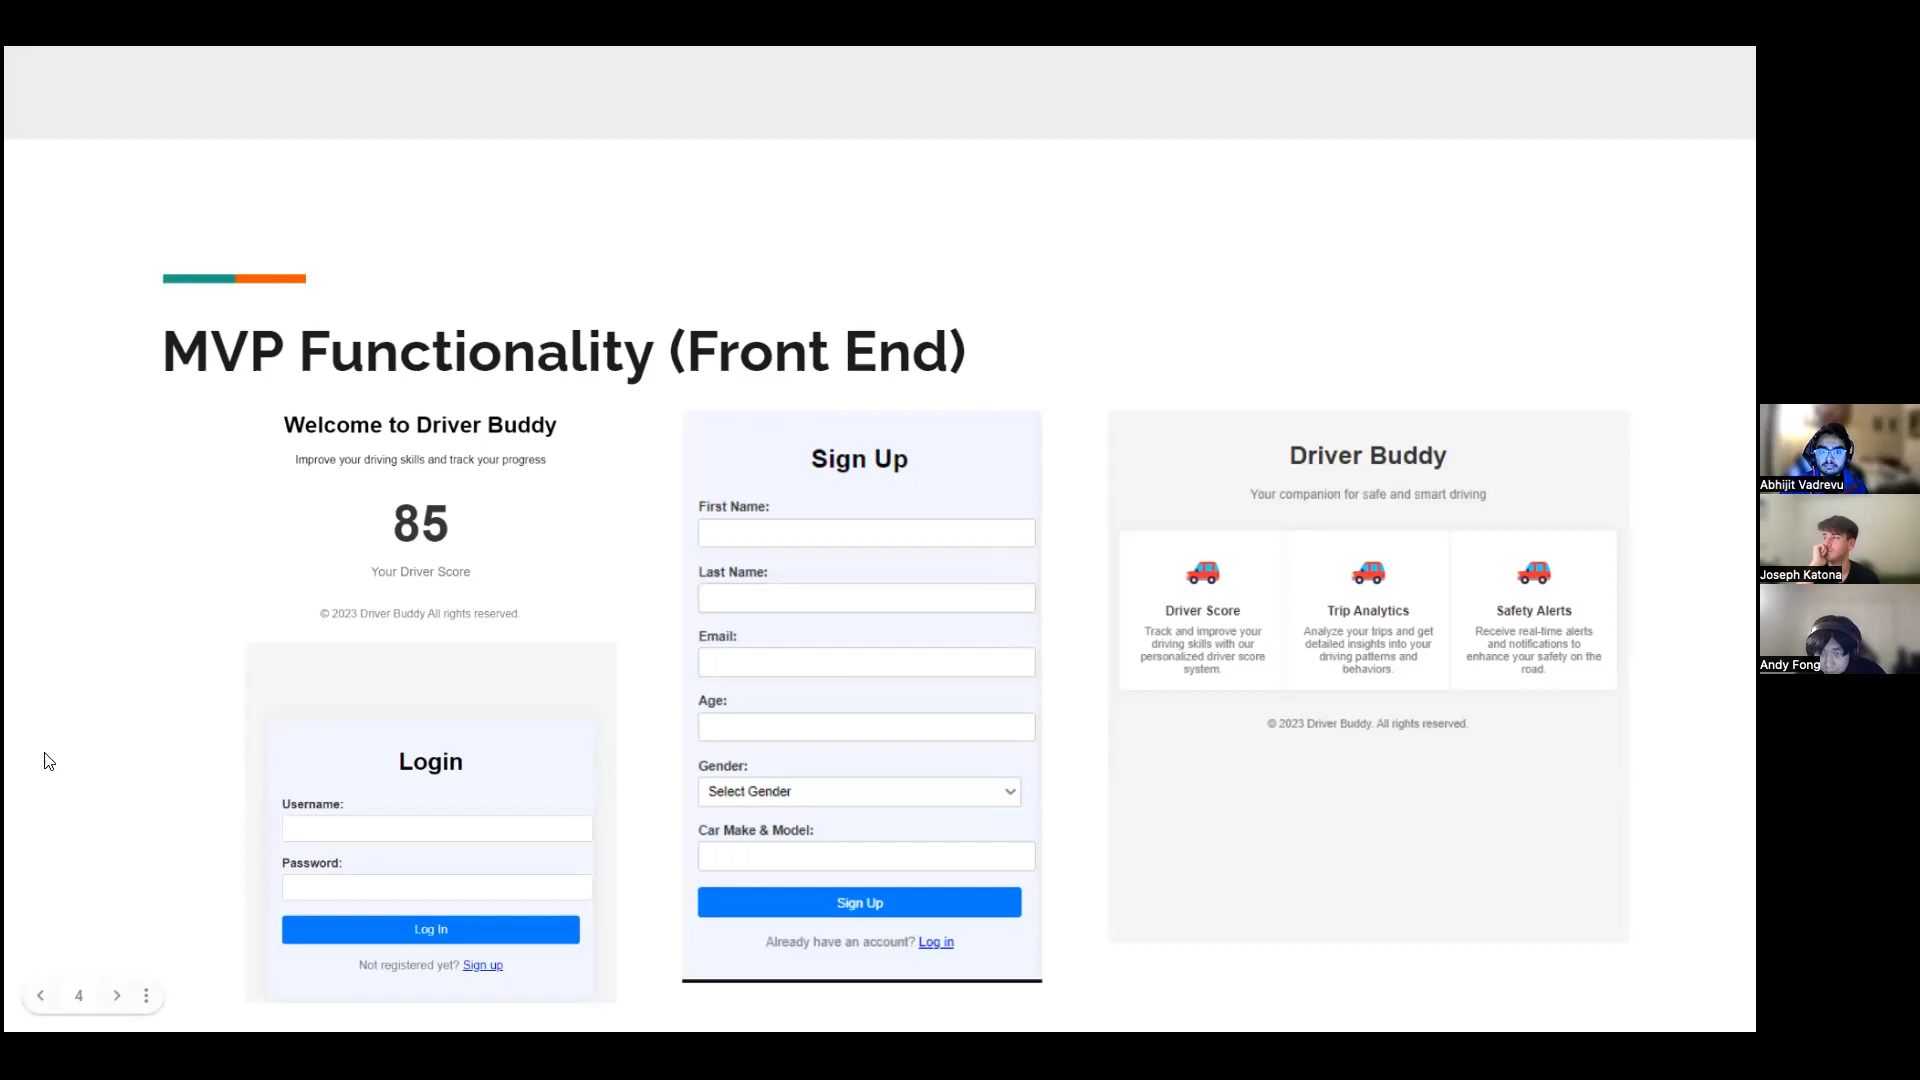 MVP Functionality (Front End)
Welcome to Driver Buddy
Improve your driving skills and track your progress
85
Your Driver Score
© 2023 Driver Buddy All rights reserved.
Login
Username:
Password:
Log In
Not registered yet? Sign up
Sign Up
First Name:
Last Name:
Email:
Age:
Gender:
Select Gender
Car Make & Model:
Sign Up
Already have an account? Log in
Driver Buddy
Your companion for safe and smart driving
Driver Score
Track and improve your
driving skills with our
personalized driver score
system.
Trip Analytics
Analyze your trips and get
detailed insights into your
driving patterns and
behaviors.
Safety Alerts
Receive real-time alerts
and notifications to
enhance your safety on the
road.
© 2023 Driver Buddy. All rights reserved.
4
Abhijit Vadrevu
Joseph Katona
Andy Fong